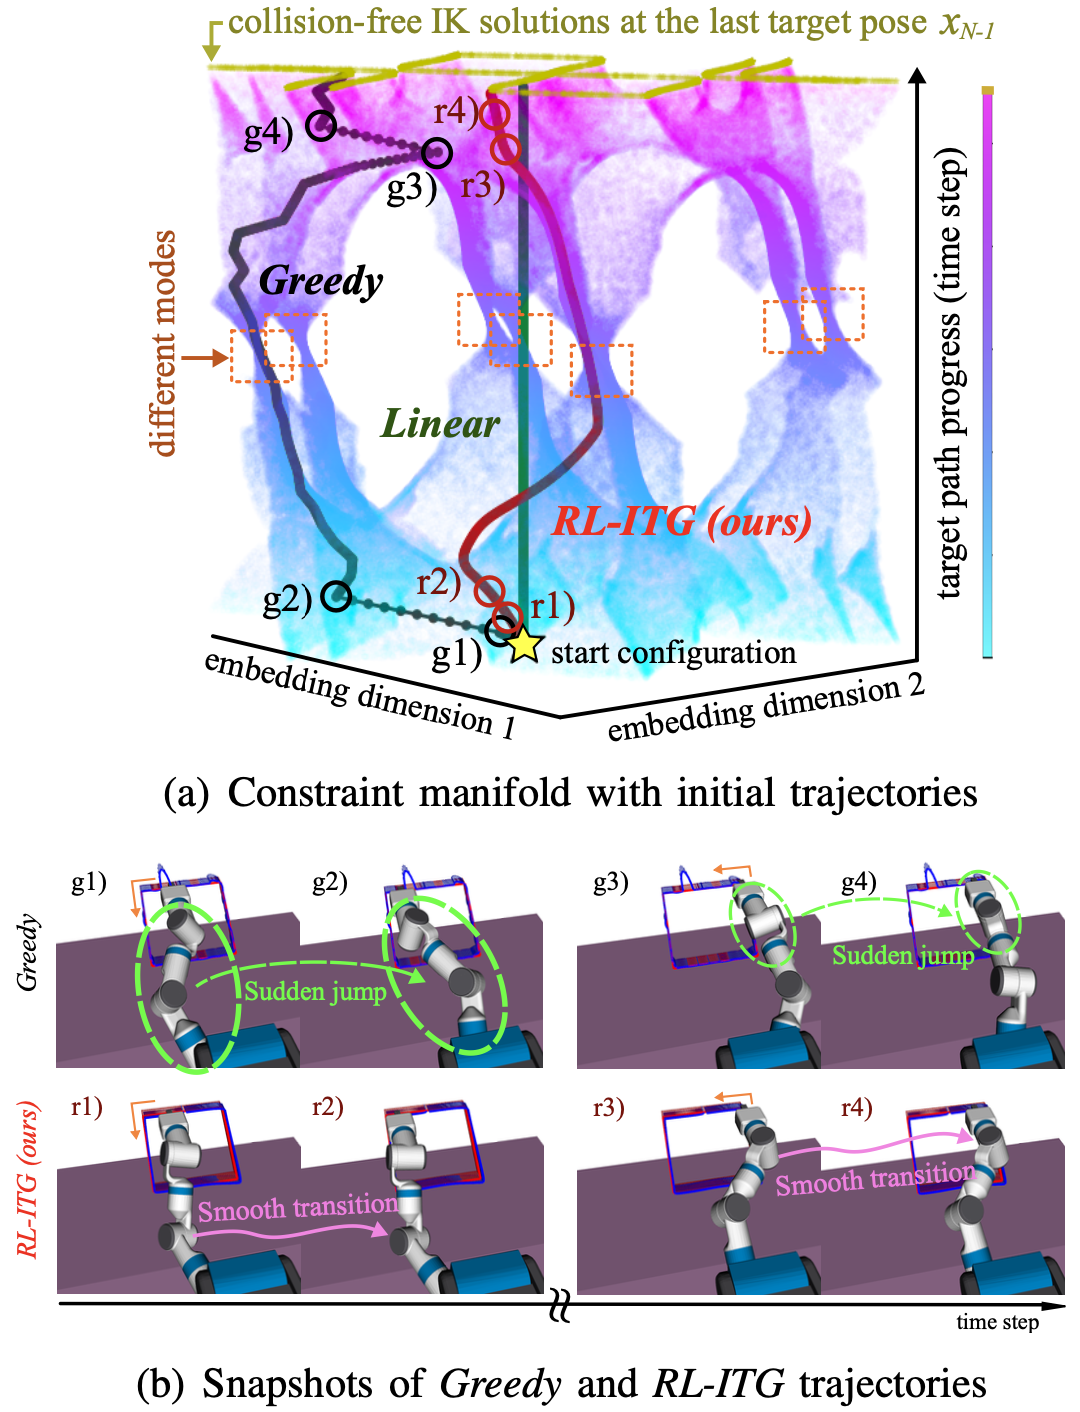 collision-free IK solutions at the last target pose x_{N-1}
r4)
g4)
g3)
r3)
different modes
Greedy
Linear
RL-ITG (ours)
r2)
g2)
r1)
g1)
start configuration
embedding dimension 1
embedding dimension 2
target path progress (time step)
(a) Constraint manifold with initial trajectories
Greedy
g1)
g2)
Sudden jump
g3)
g4)
Sudden jump
RL-ITG (ours)
r1)
r2)
Smooth transition
r3)
r4)
Smooth transition
time step
(b) Snapshots of Greedy and RL-ITG trajectories